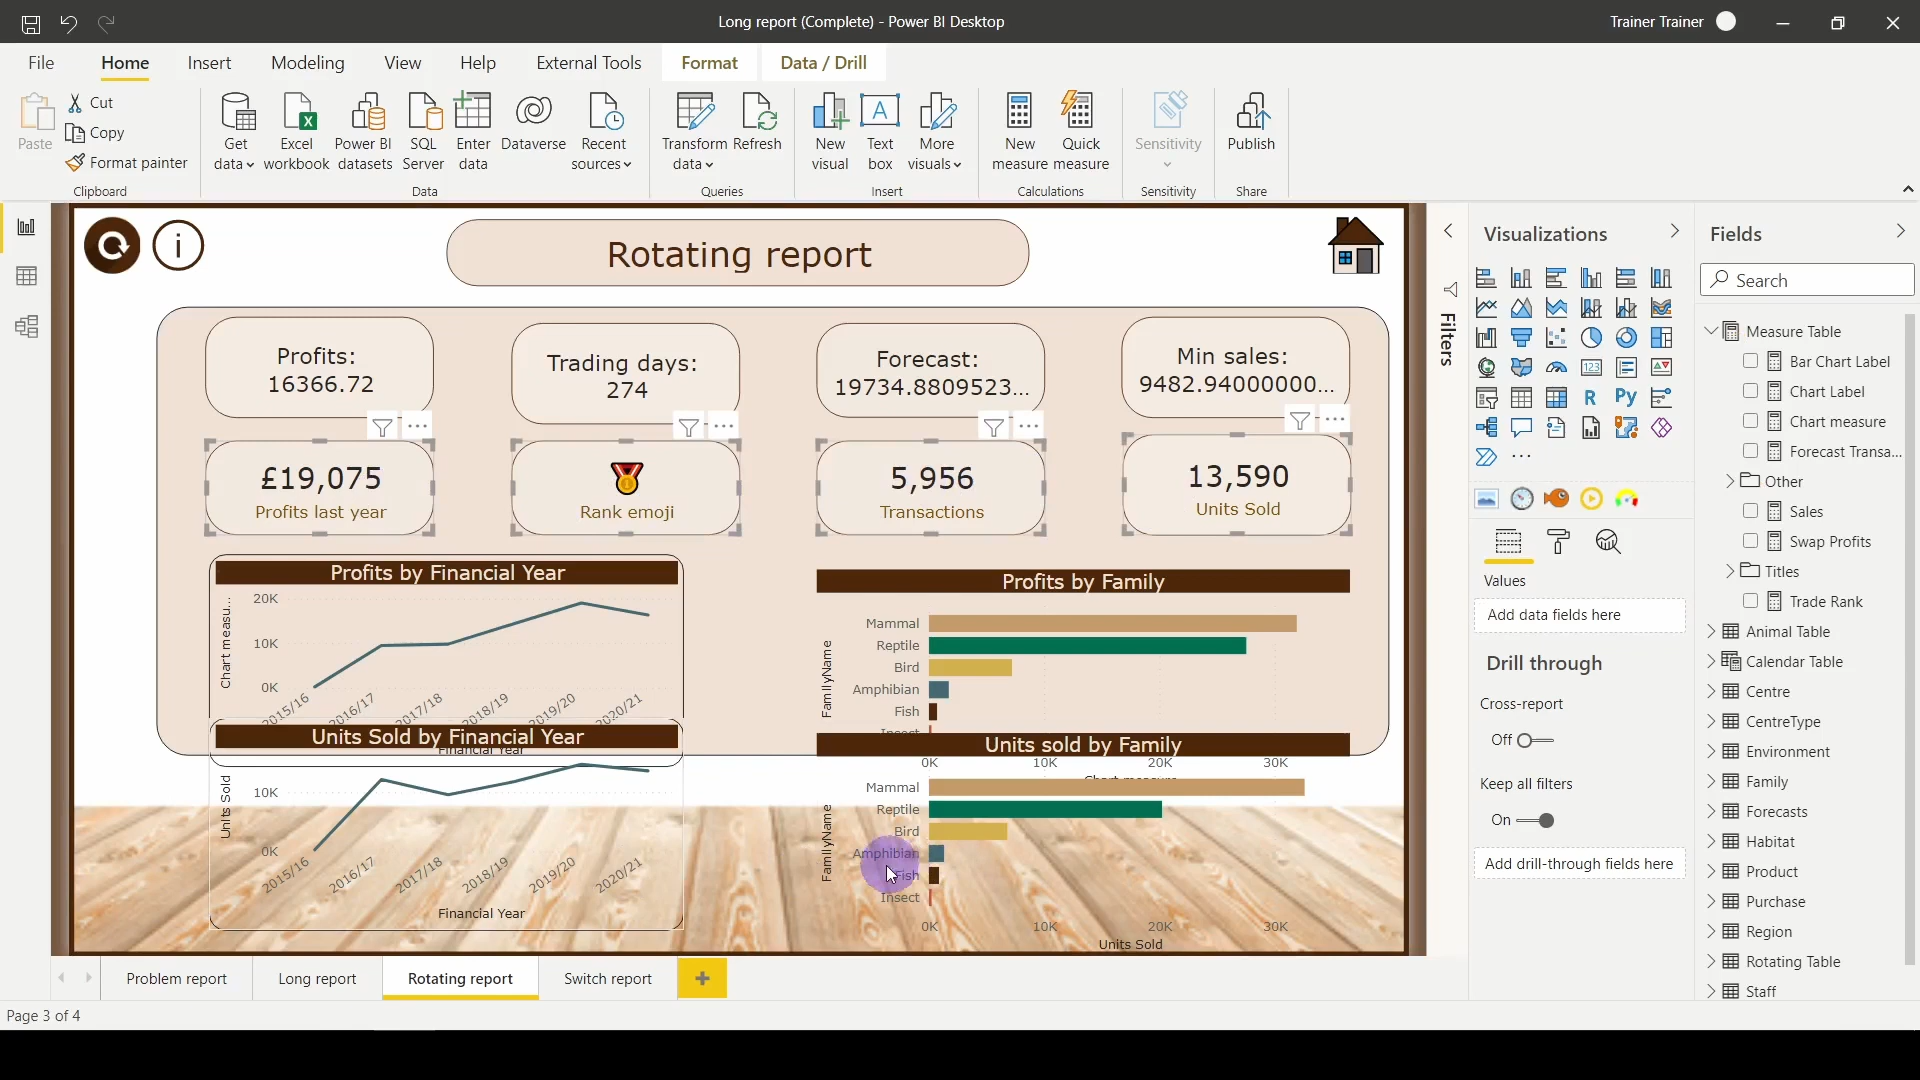 Long report (Complete) - Power BI Desktop
Trainer Trainer
File Home Insert Modeling View Help External Tools Format Data / Drill
Paste
Cut
Copy
Format painter
Clipboard
Get data
Excel workbook
Power BI datasets
SQL Server
Enter data
Dataverse
Recent sources
Data
Transform data
Refresh
Queries
New visual
A
Text box
More visuals
Insert
New measure
Quick measure
Calculations
Sensitivity
Sensitivity
Publish
Share
i
Rotating report
Profits:
16366.72
Trading days:
274
Forecast:
19734.8809523...
Min sales:
9482.94000000...
£19,075
Profits last year
Rank emoji
5,956
Transactions
13,590
Units Sold
Profits by Financial Year
Chart measu...
20K
10K
0K
2015/16 2016/17 2017/18 2018/19 2019/20 2020/21
Units Sold by Financial Year
Financial Year
Units Sold
10K
0K
2015/16 2016/17 2017/18 2018/19 2019/20 2020/21
Financial Year
Profits by Family
FamilyName
Mammal
Reptile
Bird
Amphibian
Fish
Insect
Units sold by Family
0K 10K 20K 30K
Chart measure
FamilyName
Mammal
Reptile
Bird
Amphibian
Fish
Insect
0K 10K 20K 30K
Units Sold
Filters
Visualizations
123
R
Py
Values
Add data fields here
Drill through
Cross-report
Off
Keep all filters
On
Add drill-through fields here
Fields
Search
Measure Table
Bar Chart Label
Chart Label
Chart measure
Forecast Transa...
Other
Sales
Swap Profits
Titles
Trade Rank
Animal Table
Calendar Table
Centre
CentreType
Environment
Family
Forecasts
Habitat
Product
Purchase
Region
Rotating Table
Staff
Problem report Long report Rotating report Switch report
Page 3 of 4